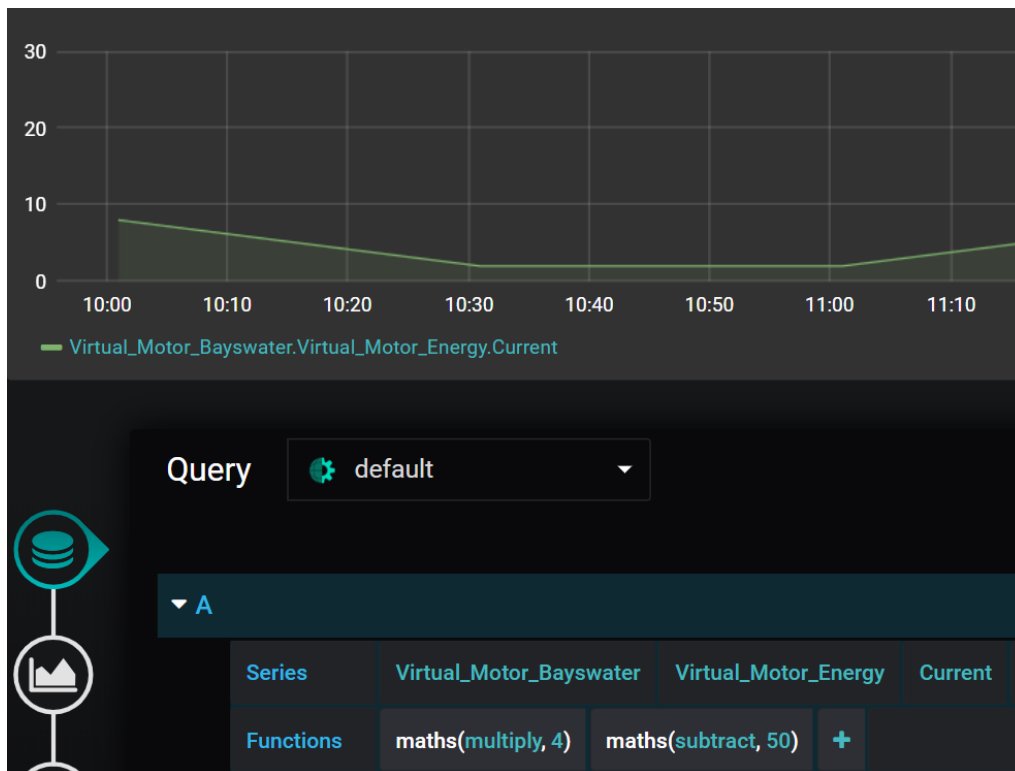 30
20
10
0
10:00 10:10 10:20 10:30 10:40 10:50 11:00 11:10
Virtual_Motor_Bayswater.Virtual_Motor_Energy.Current
Query default
A
Series Virtual_Motor_Bayswater Virtual_Motor_Energy Current
Functions maths(multiply, 4) maths(subtract, 50) +